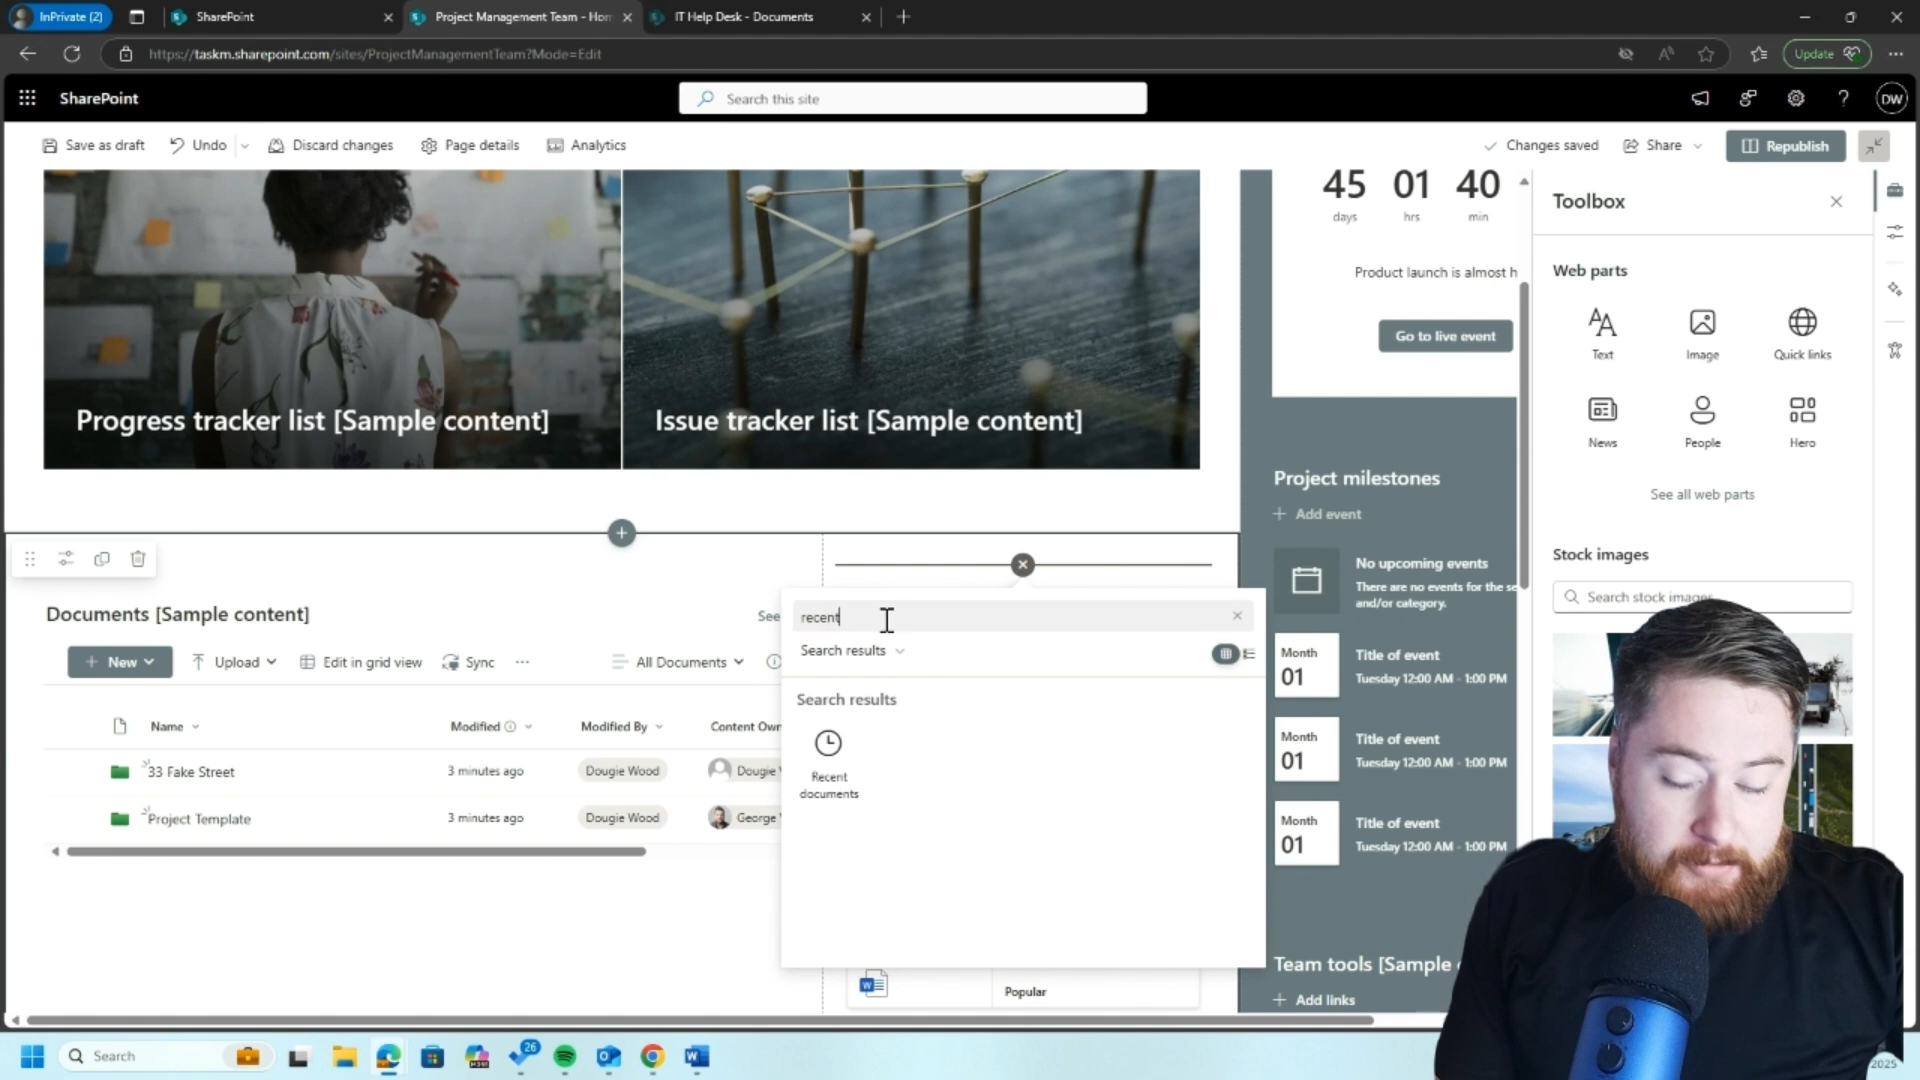 InPrivate (2)
SharePoint
Project Management Team - Hom
IT Help Desk - Documents
https://taskm.sharepoint.com/sites/ProjectManagementTeam?Mode=Edit
Update
SharePoint
Search this site
DW
Save as draft
Undo
Discard changes
Page details
Analytics
Changes saved
Share
Republish
Progress tracker list [Sample content]
Issue tracker list [Sample content]
45 01 40
days hrs min
Product launch is almost h
Go to live event
Project milestones
Add event
No upcoming events
There are no events for the se
and/or category.
Month
01
Title of event
Tuesday 12:00 AM - 1:00 PM
Month
01
Title of event
Tuesday 12:00 AM - 1:00 PM
Month
01
Title of event
Tuesday 12:00 AM - 1:00 PM
Team tools [Sample
Add links
Toolbox
Web parts
Text
Image
Quick links
News
People
Hero
See all web parts
Stock images
Search stock images
Documents [Sample content]
See
New
Upload
Edit in grid view
Sync
All Documents
Name
Modified
Modified By
Content Own
33 Fake Street
3 minutes ago
Dougie Wood
Dougie
Project Template
3 minutes ago
Dougie Wood
George
recent
Search results
Search results
Recent
documents
Popular
Search
26
2025